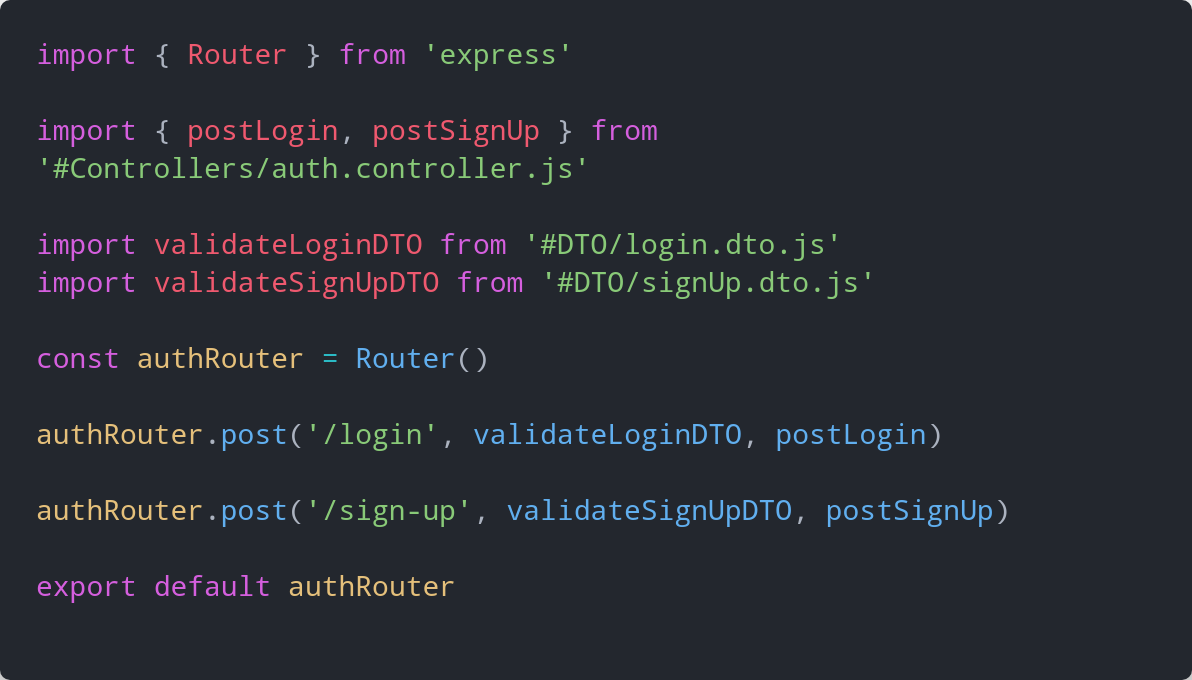 import { Router } from 'express'
import { postLogin, postSignUp } from
'#Controllers/auth.controller.js'
import validateLoginDTO from '#DTO/login.dto.js'
import validateSignUpDTO from '#DTO/signUp.dto.js'
const authRouter = Router()
authRouter.post('/login', validateLoginDTO, postLogin)
authRouter.post('/sign-up', validateSignUpDTO, postSignUp)
export default authRouter